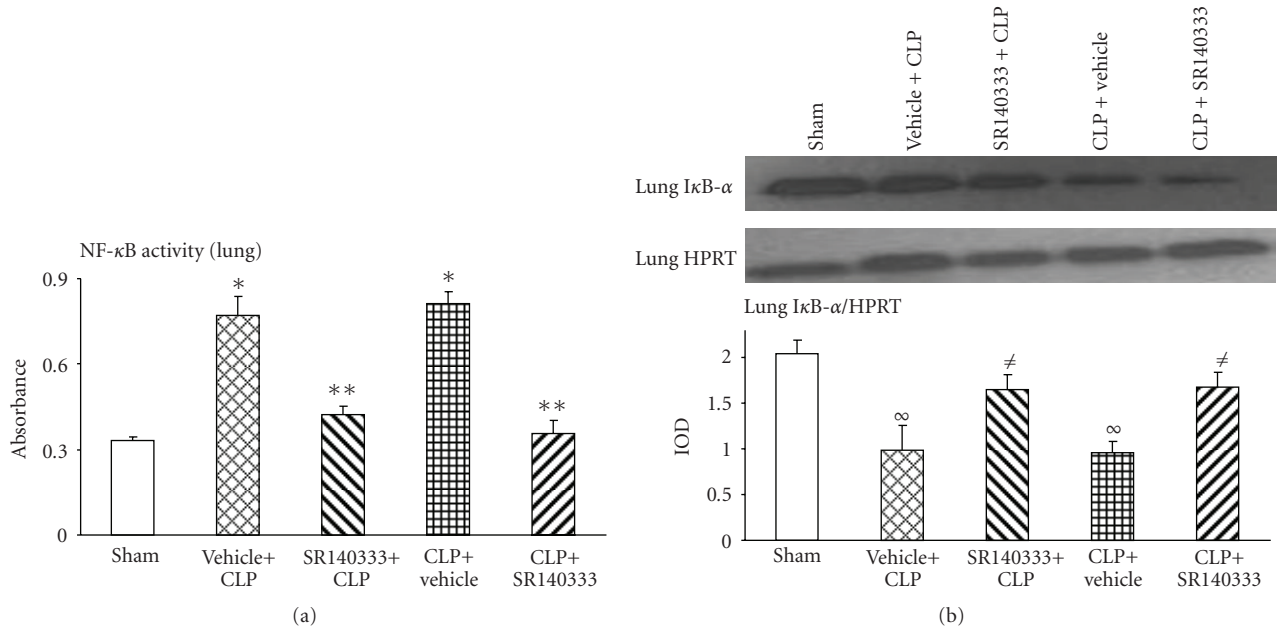 NF-κB activity (lung)
0.9
0.6
0.3
0
Absorbance
*
**
*
**
Sham
Vehicle+
CLP
SR140333+
CLP
CLP+
vehicle
CLP+
SR140333
(a)
Sham
Vehicle + CLP
SR140333 + CLP
CLP + vehicle
CLP + SR140333
Lung IκB-α
Lung HPRT
Lung IκB-α/HPRT
2
1.5
1
0.5
0
IOD
∞
≠
∞
≠
Sham
Vehicle+
CLP
SR140333+
CLP
CLP+
vehicle
CLP+
SR140333
(b)